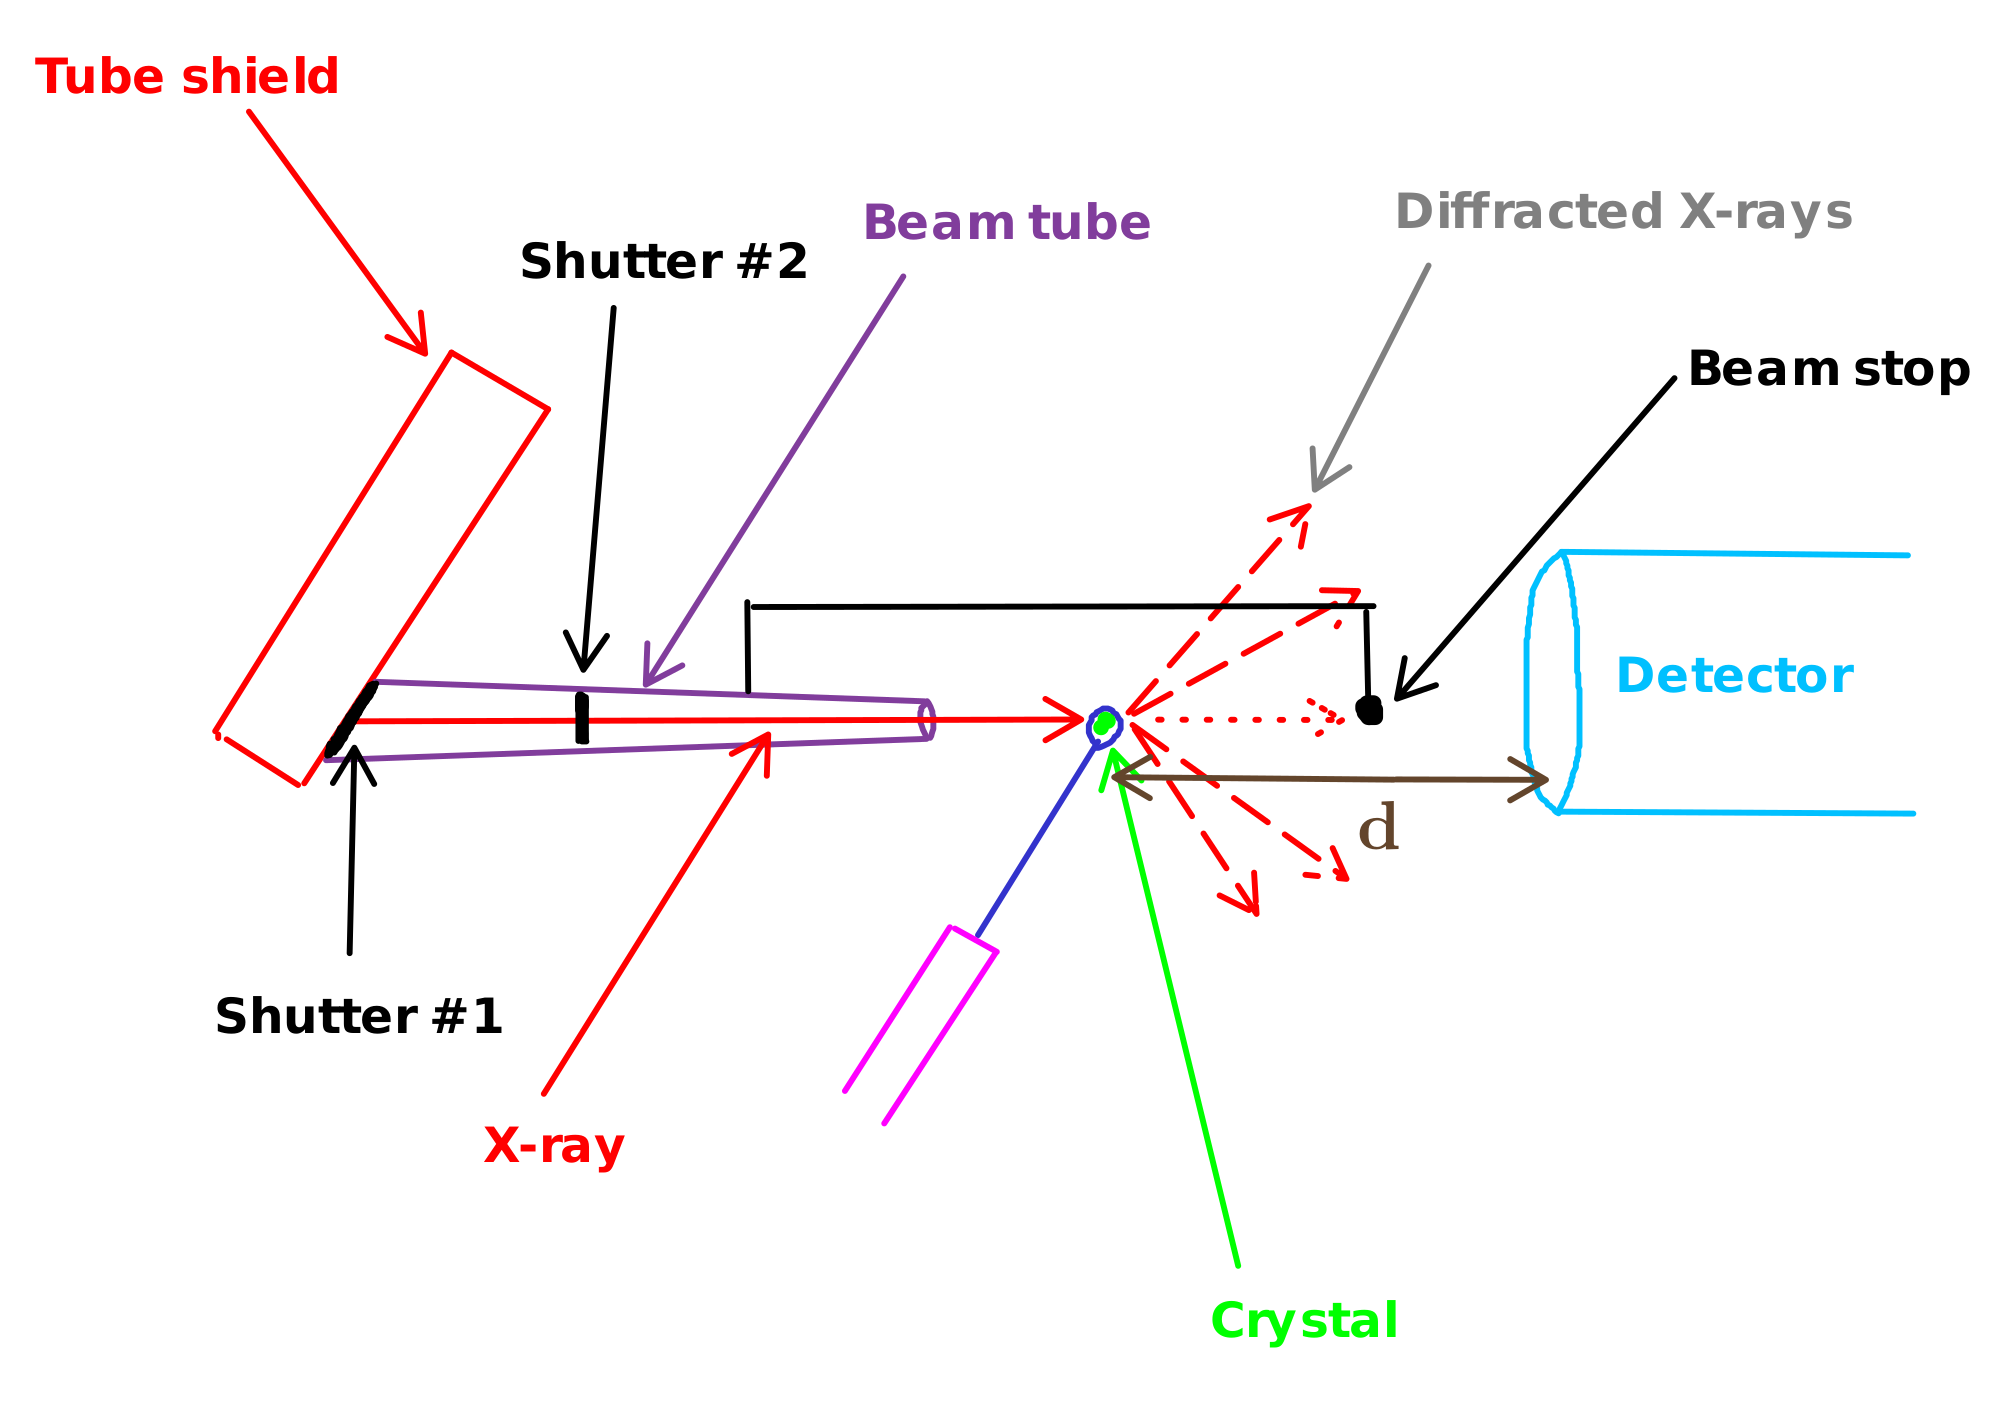 Tube shield
Diffracted X-rays
Beam tube
Shutter #2
Beam stop
Detector
d
Shutter #1
X-ray
Crystal